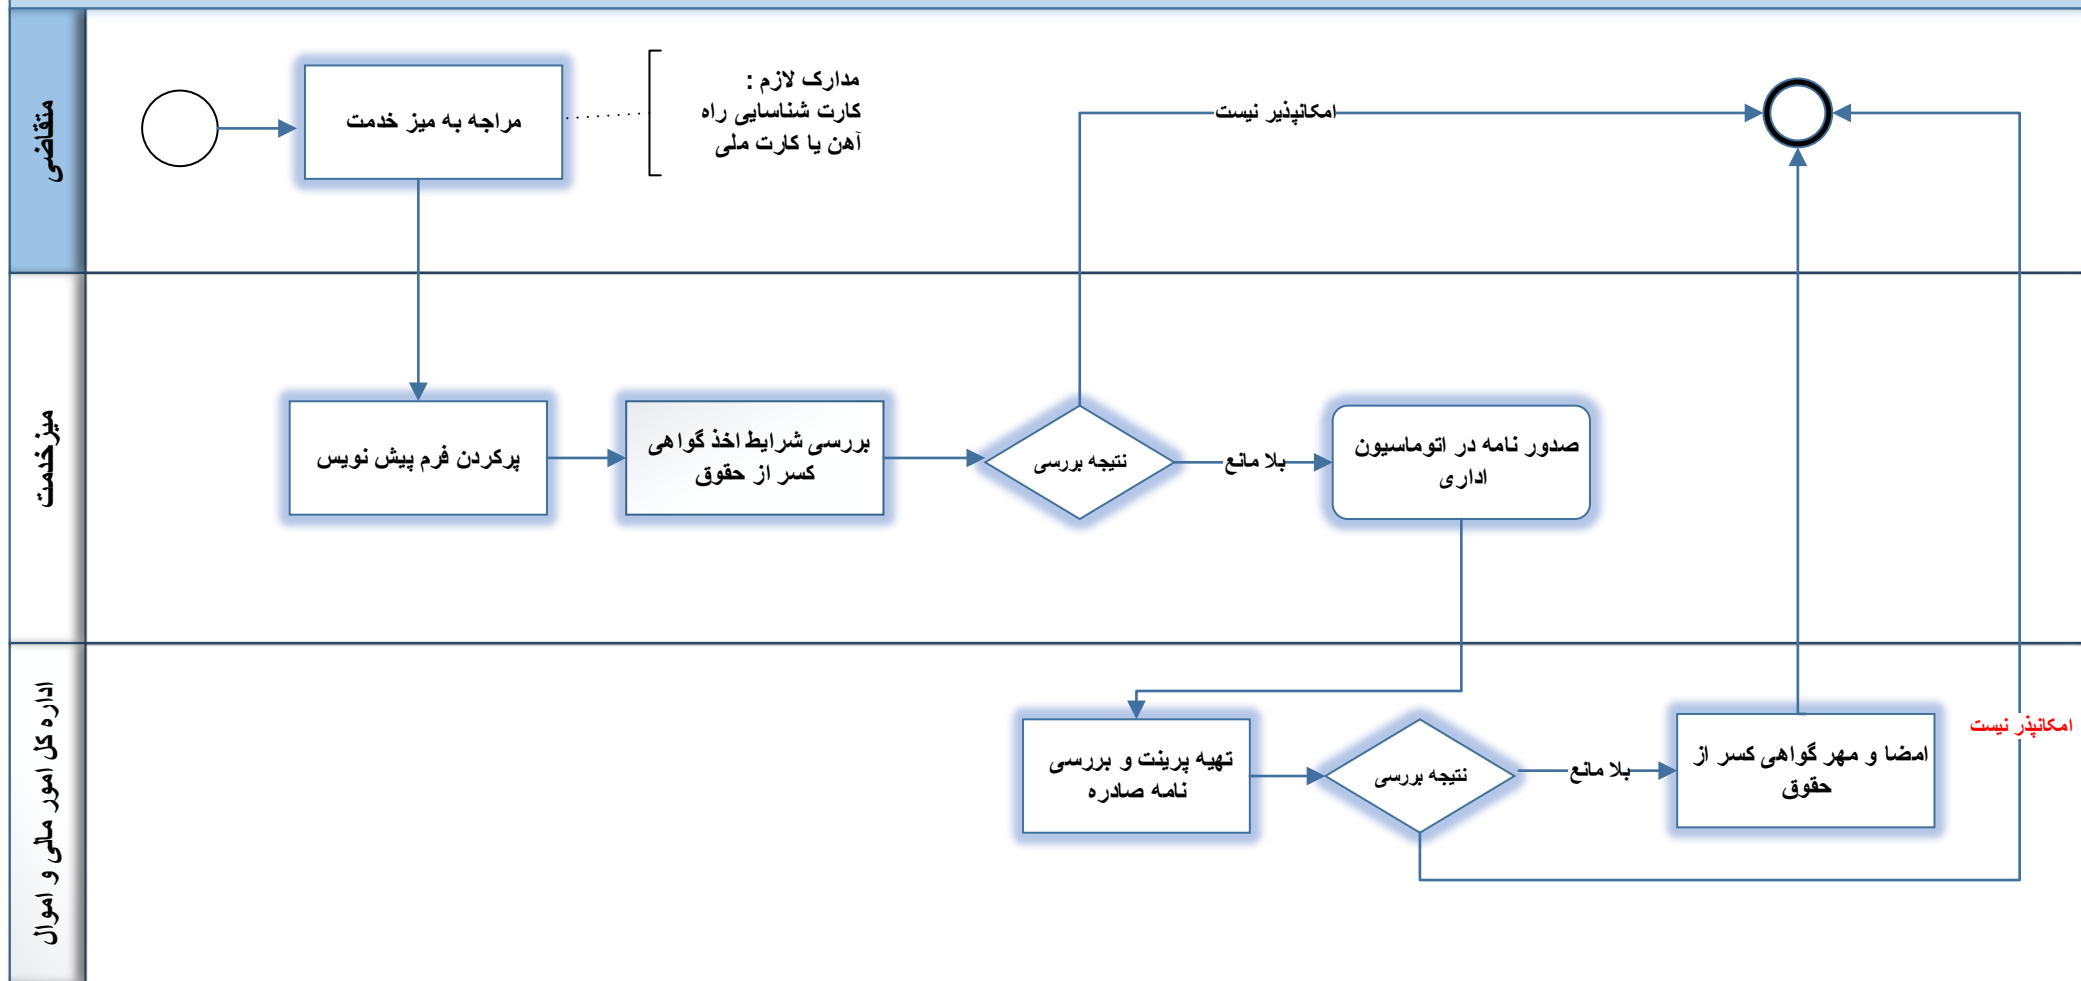 متقاضی
مراجه به میز خدمت
مدارک لازم :
کارت شناسایی راه
آهن یا کارت ملی
امکانپذیر نیست
میزخدمت
پرکردن فرم پیش نویس
بررسی شرایط اخذ گواهی
کسر از حقوق
نتیجه بررسی
بلا مانع
صدور نامه در اتوماسیون
اداری
اداره کل امور مالی و اموال
تهیه پرینت و بررسی
نامه صادره
نتیجه بررسی
بلا مانع
امضا و مهر گواهی کسر از
حقوق
امکانپذر نیست